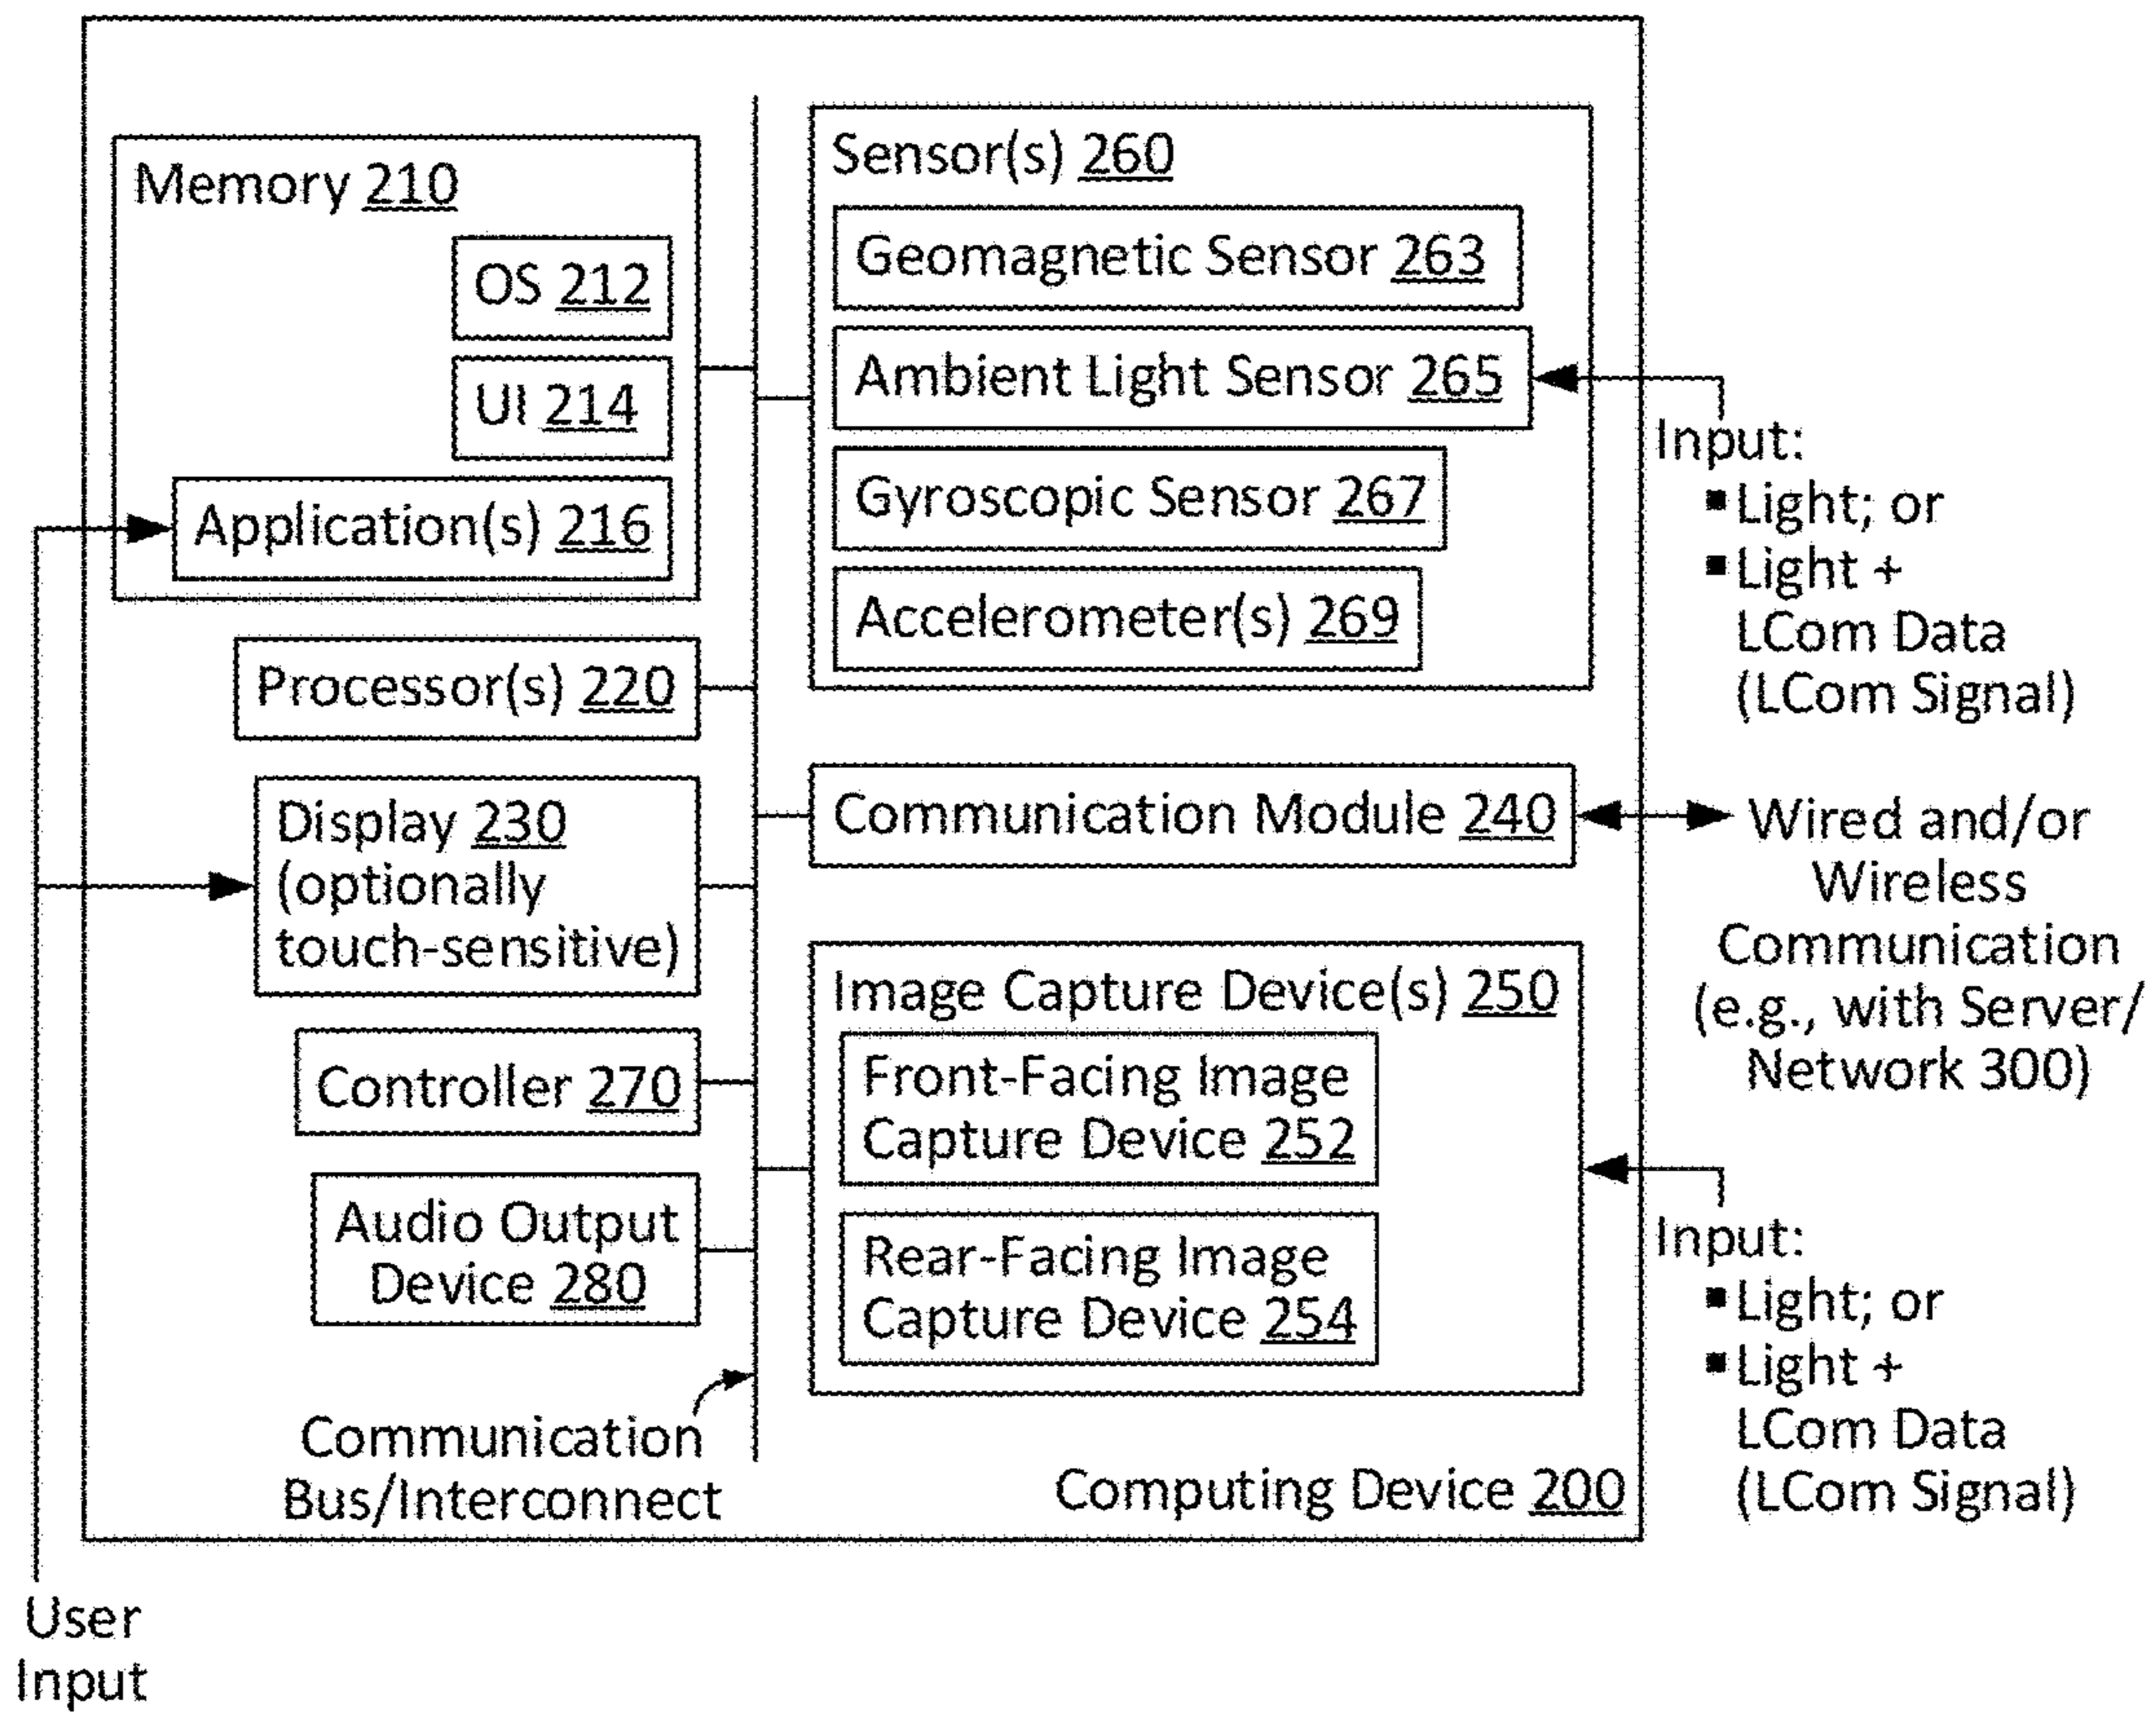 Memory 210
OS 212
UI 214
Application(s) 216
Processor(s) 220
Display 230
(optionally
touch-sensitive)
Controller 270
Audio Output
Device 280
Communication
Bus/Interconnect
Sensor(s) 260
Geomagnetic Sensor 263
Ambient Light Sensor 265
Gyroscopic Sensor 267
Accelerometer(s) 269
Communication Module 240
Image Capture Device(s) 250
Front-Facing Image
Capture Device 252
Rear-Facing Image
Capture Device 254
Computing Device 200
Input:
▪ Light; or
▪ Light +
LCom Data
(LCom Signal)
Wired and/or
Wireless
Communication
(e.g., with Server/
Network 300)
Input:
▪ Light; or
▪ Light +
LCom Data
(LCom Signal)
User
Input